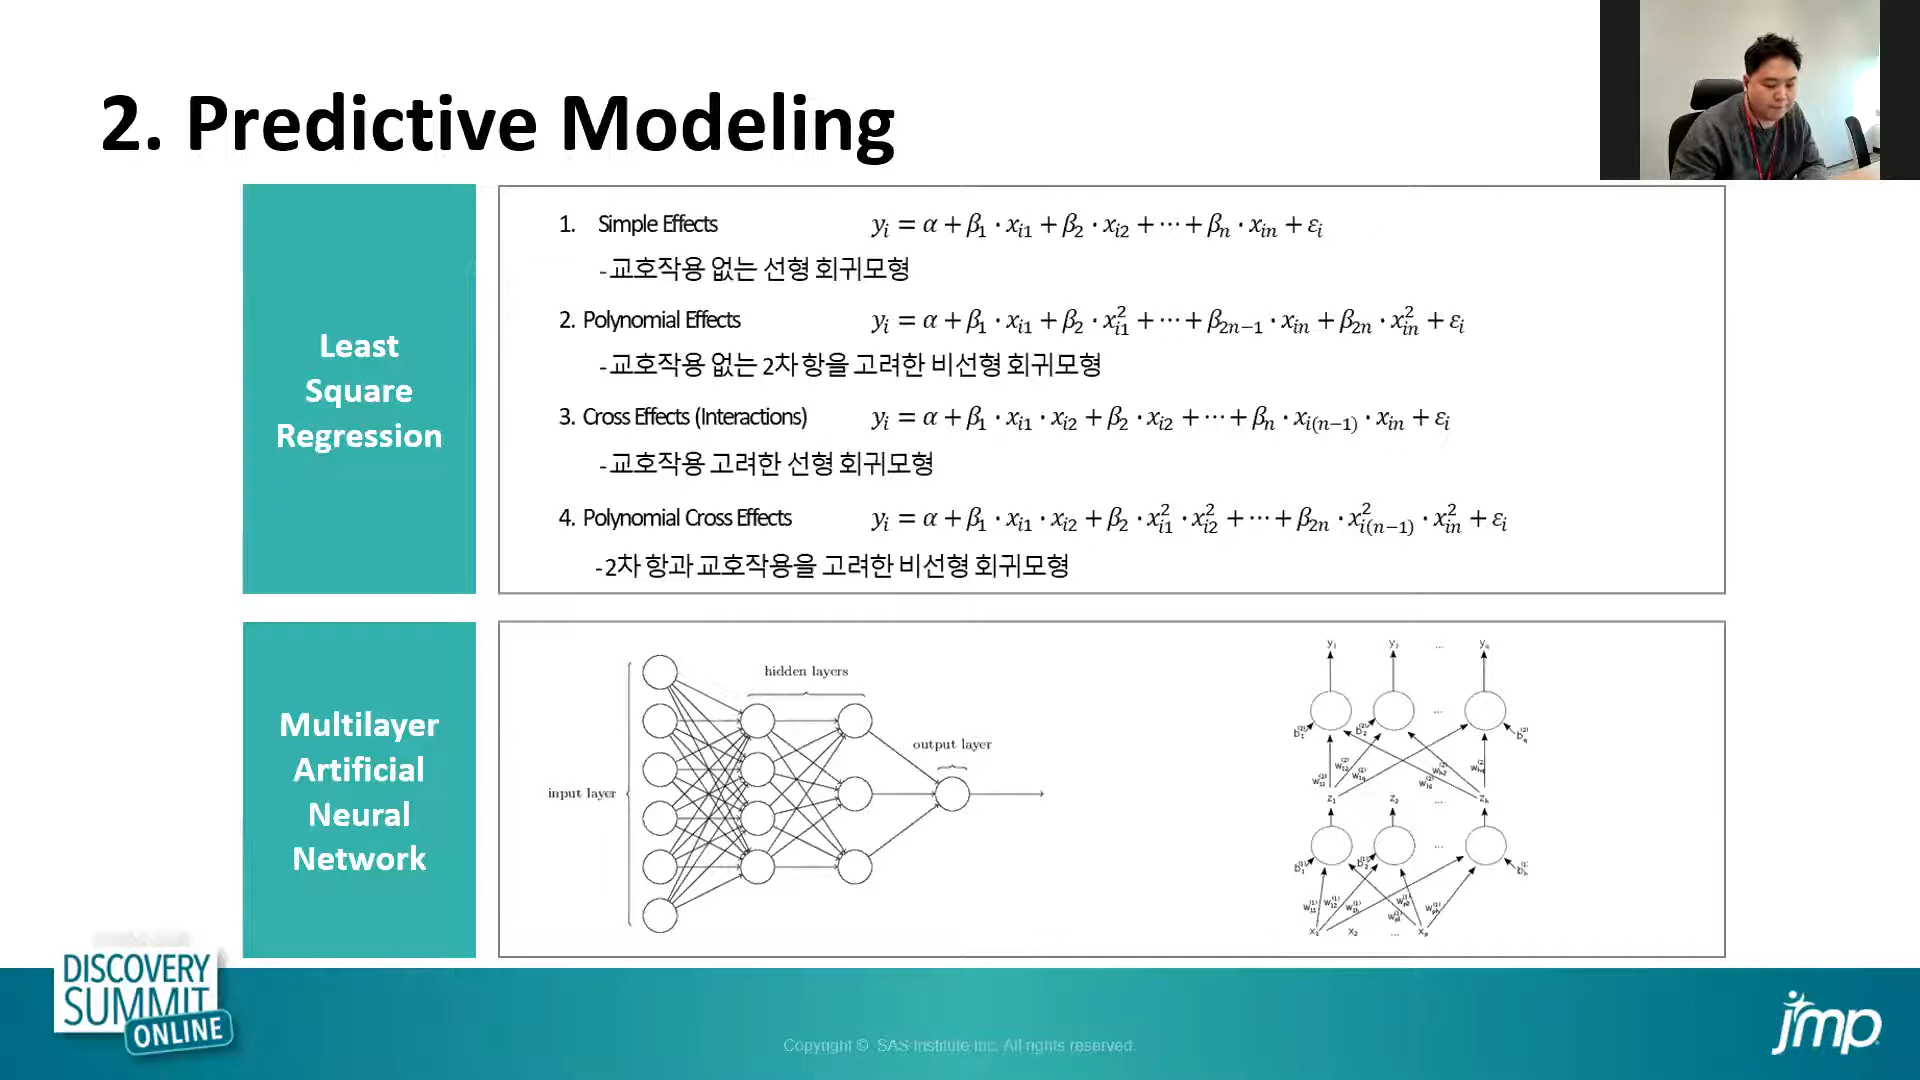 2. Predictive Modeling
Least
Square
Regression
1. Simple Effects yᵢ = α + β₁ · xᵢ₁ + β₂ · xᵢ₂ + ⋯ + βₙ · xᵢₙ + εᵢ
-교호작용 없는 선형 회귀모형
2. Polynomial Effects yᵢ = α + β₁ · xᵢ₁ + β₂ · xᵢ₁² + ⋯ + β₂ₙ₋₁ · xᵢₙ + β₂ₙ · xᵢₙ² + εᵢ
-교호작용 없는 2차 항을 고려한 비선형 회귀모형
3. Cross Effects (Interactions) yᵢ = α + β₁ · xᵢ₁ · xᵢ₂ + β₂ · xᵢ₂ + ⋯ + βₙ · xᵢ₍ₙ₋₁₎ · xᵢₙ + εᵢ
-교호작용 고려한 선형 회귀모형
4. Polynomial Cross Effects yᵢ = α + β₁ · xᵢ₁ · xᵢ₂ + β₂ · xᵢ₁² · xᵢ₂² + ⋯ + β₂ₙ · xᵢ₍ₙ₋₁₎² · xᵢₙ² + εᵢ
-2차 항과 교호작용을 고려한 비선형 회귀모형
Multilayer
Artificial
Neural
Network
hidden layers
output layer
input layer
z₁ z₂ ... zₕ
x₁ x₂ ... xₚ
DISCOVERY
SUMMIT
ONLINE
Copyright © SAS Institute Inc. All rights reserved.
jmp